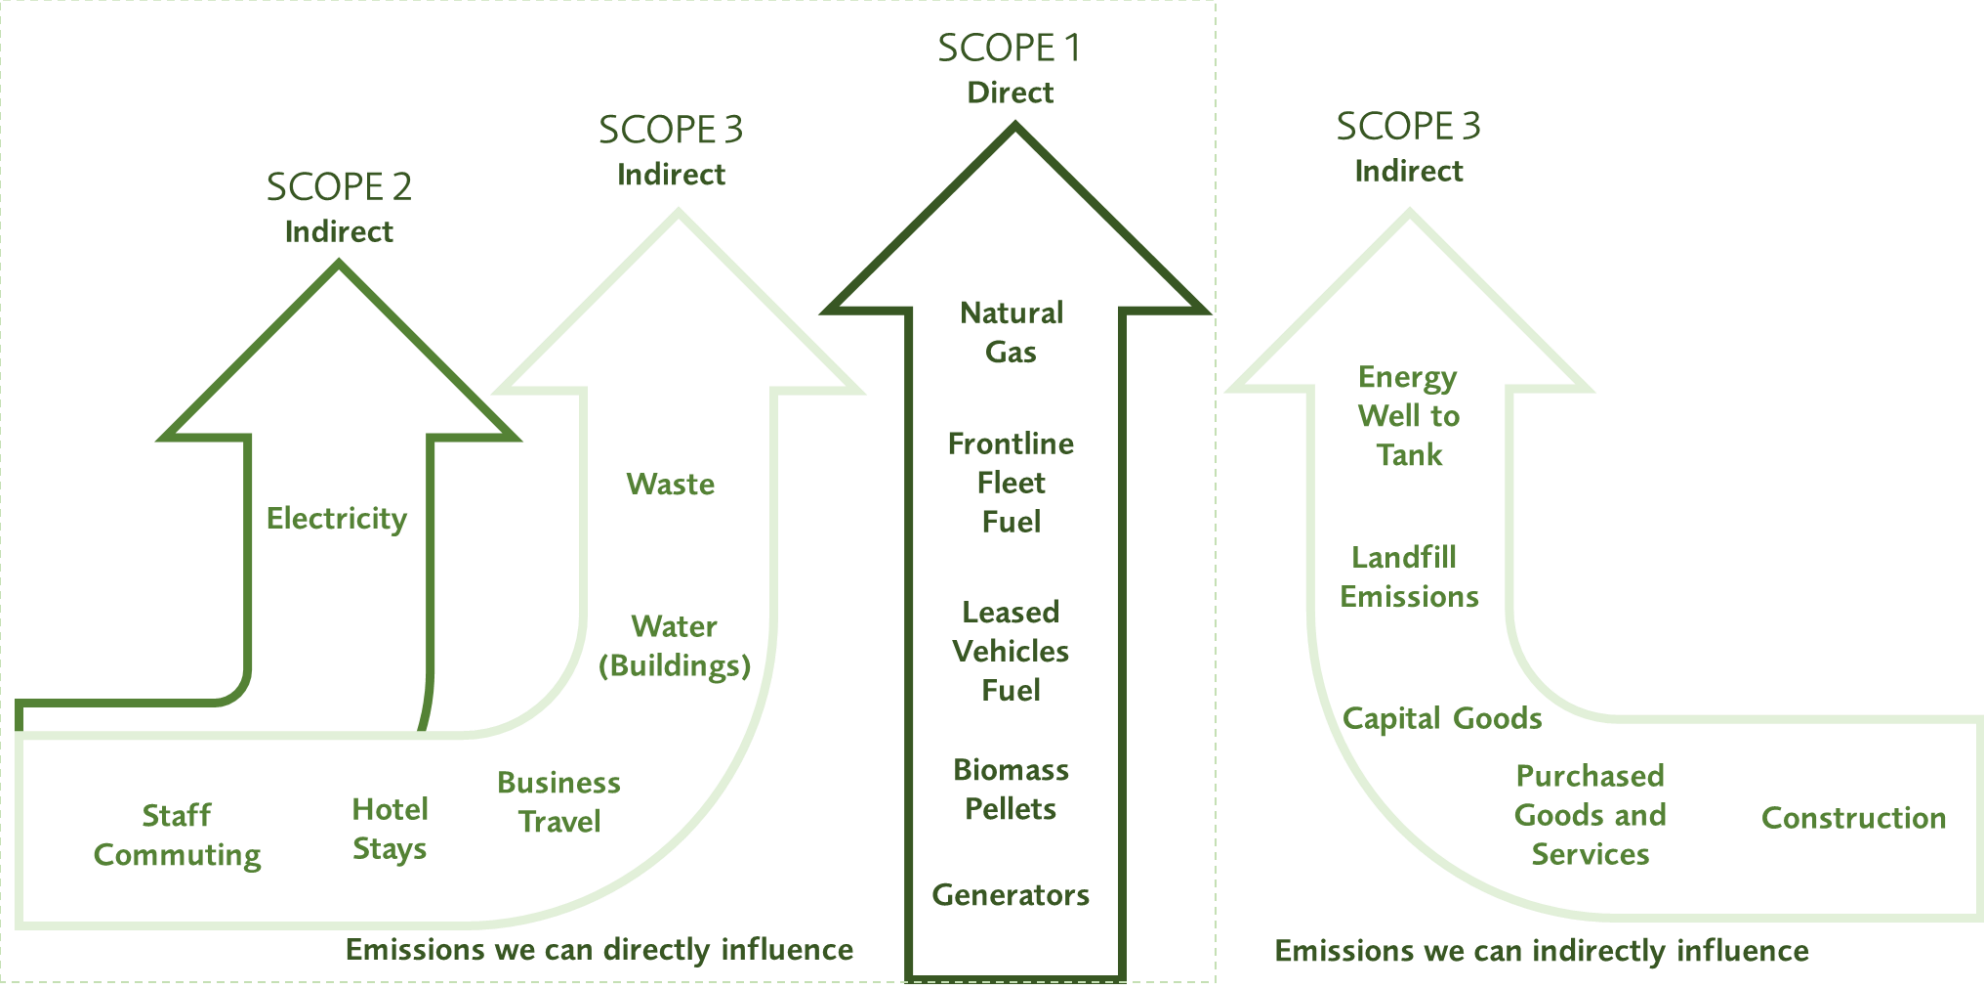 SCOPE 2
Indirect
Electricity
SCOPE 3
Indirect
Waste
Water
(Buildings)
Business
Travel
Hotel
Stays
Staff
Commuting
SCOPE 1
Direct
Natural
Gas
Frontline
Fleet
Fuel
Leased
Vehicles
Fuel
Biomass
Pellets
Generators
Emissions we can directly influence
SCOPE 3
Indirect
Energy
Well to
Tank
Landfill
Emissions
Capital Goods
Purchased
Goods and
Services
Construction
Emissions we can indirectly influence